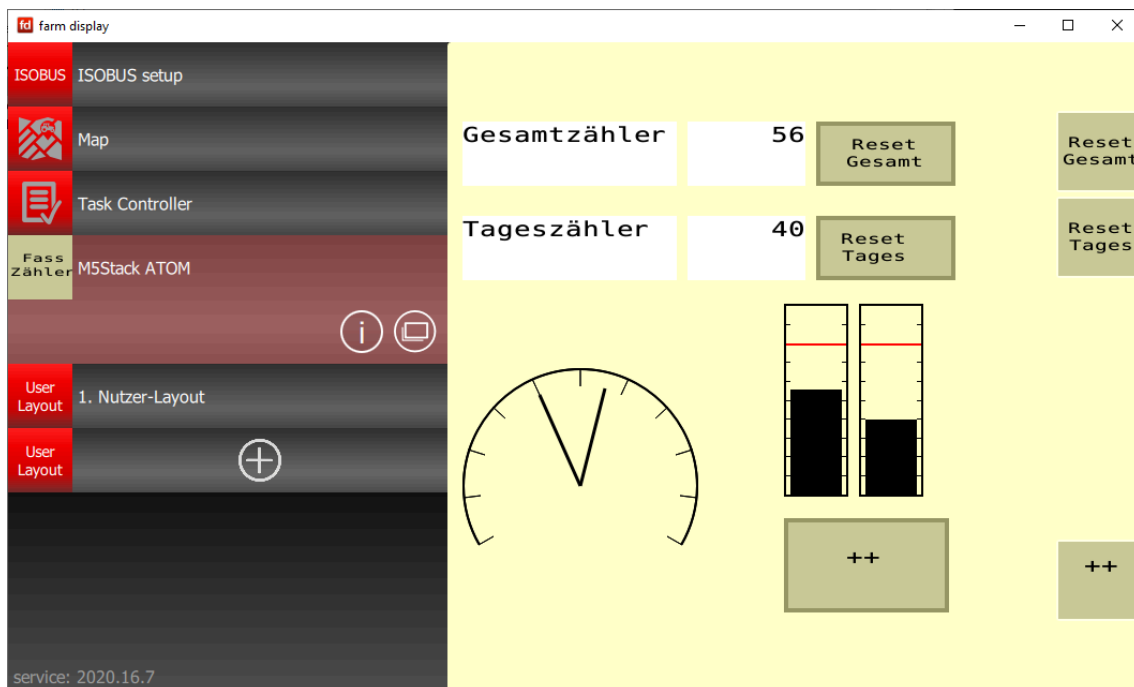 fd farm display
ISOBUS ISOBUS setup
Map
Task Controller
Fass
Zähler
M5Stack ATOM
i
User
Layout
1. Nutzer-Layout
User
Layout
service: 2020.16.7
Gesamtzähler 56
Reset
Gesamt
Reset
Gesamt
Tageszähler 40
Reset
Tages
Reset
Tages
++
++